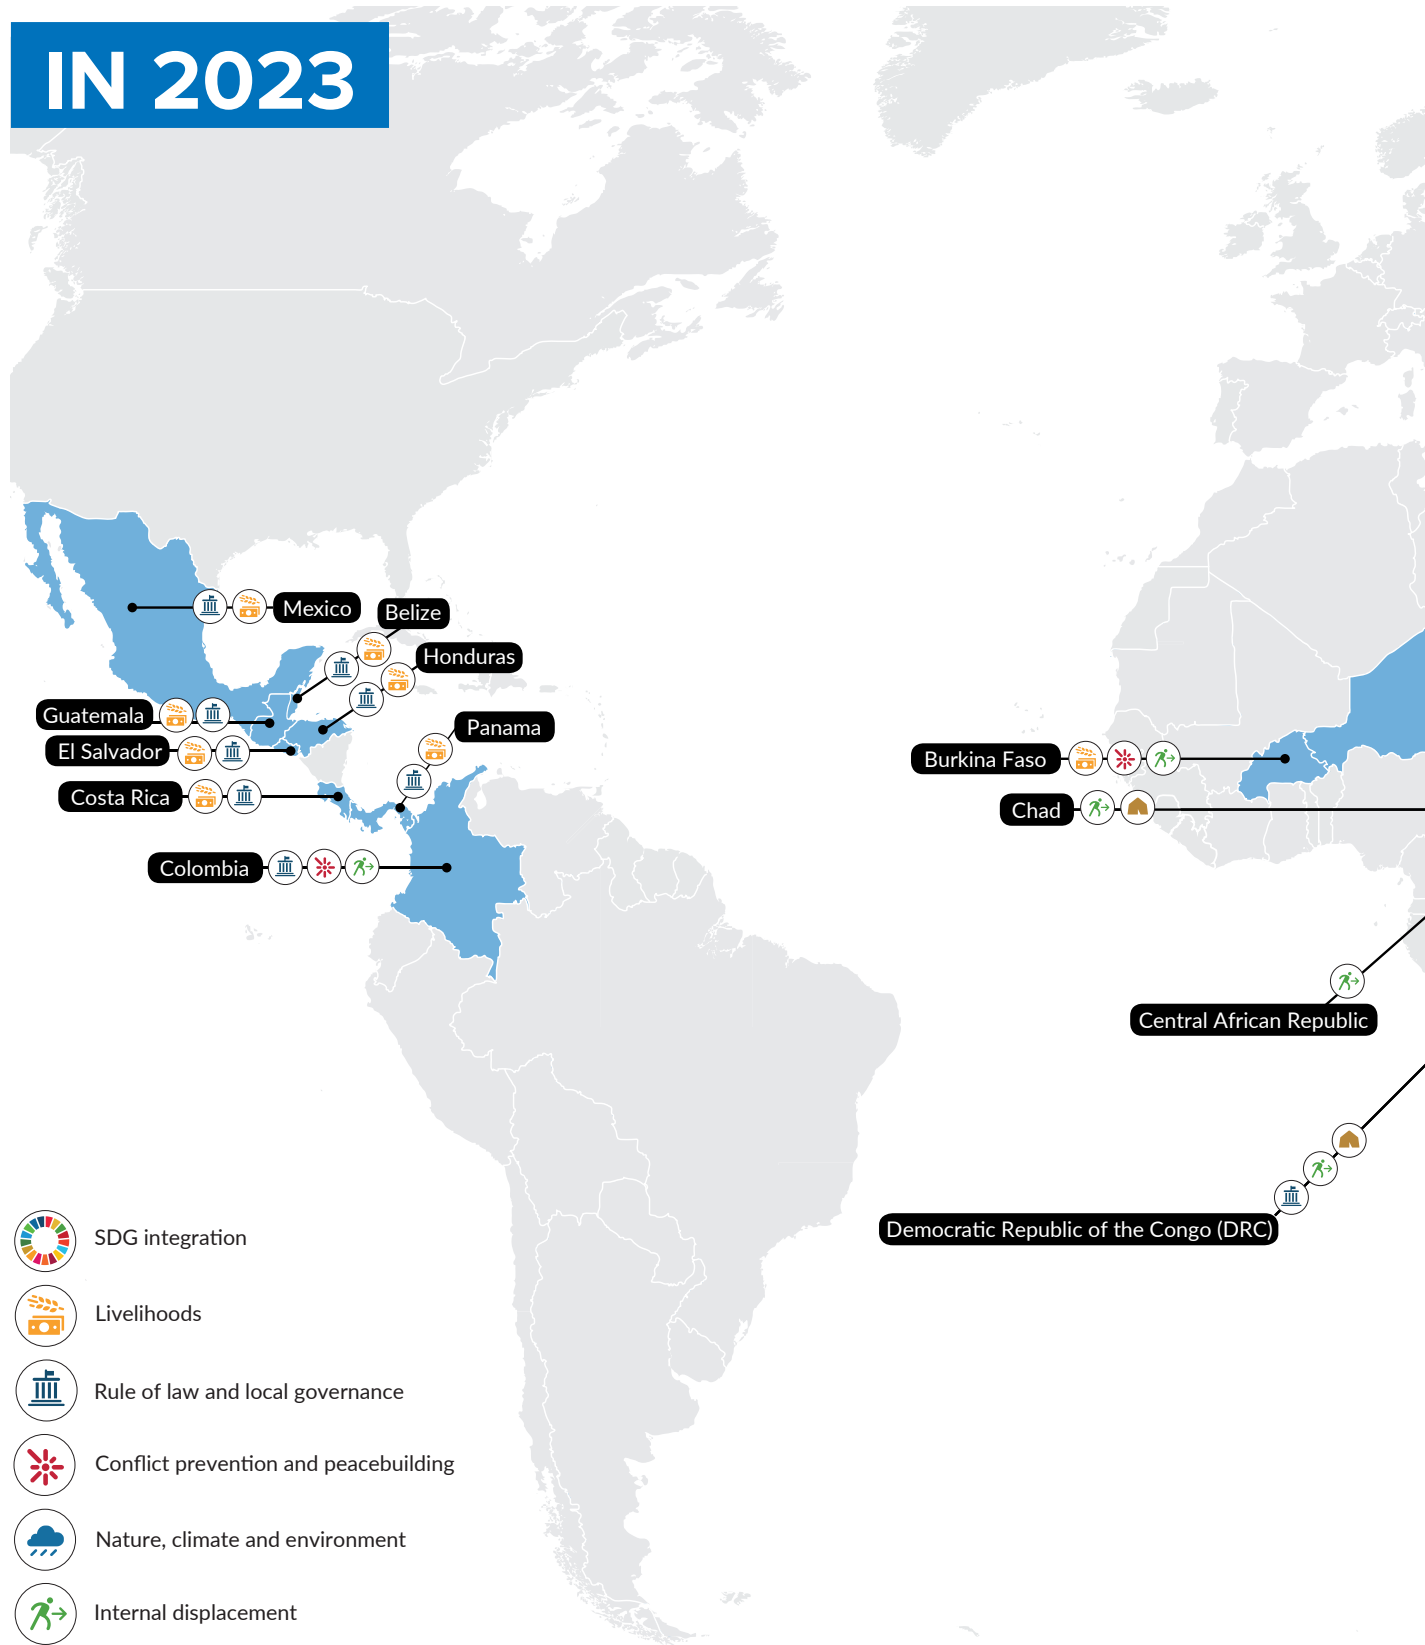 IN 2023
Mexico
Belize
Honduras
Guatemala
Panama
El Salvador
Burkina Faso
Costa Rica
Chad
Colombia
Central African Republic
Democratic Republic of the Congo (DRC)
SDG integration
Livelihoods
Rule of law and local governance
Conflict prevention and peacebuilding
Nature, climate and environment
Internal displacement